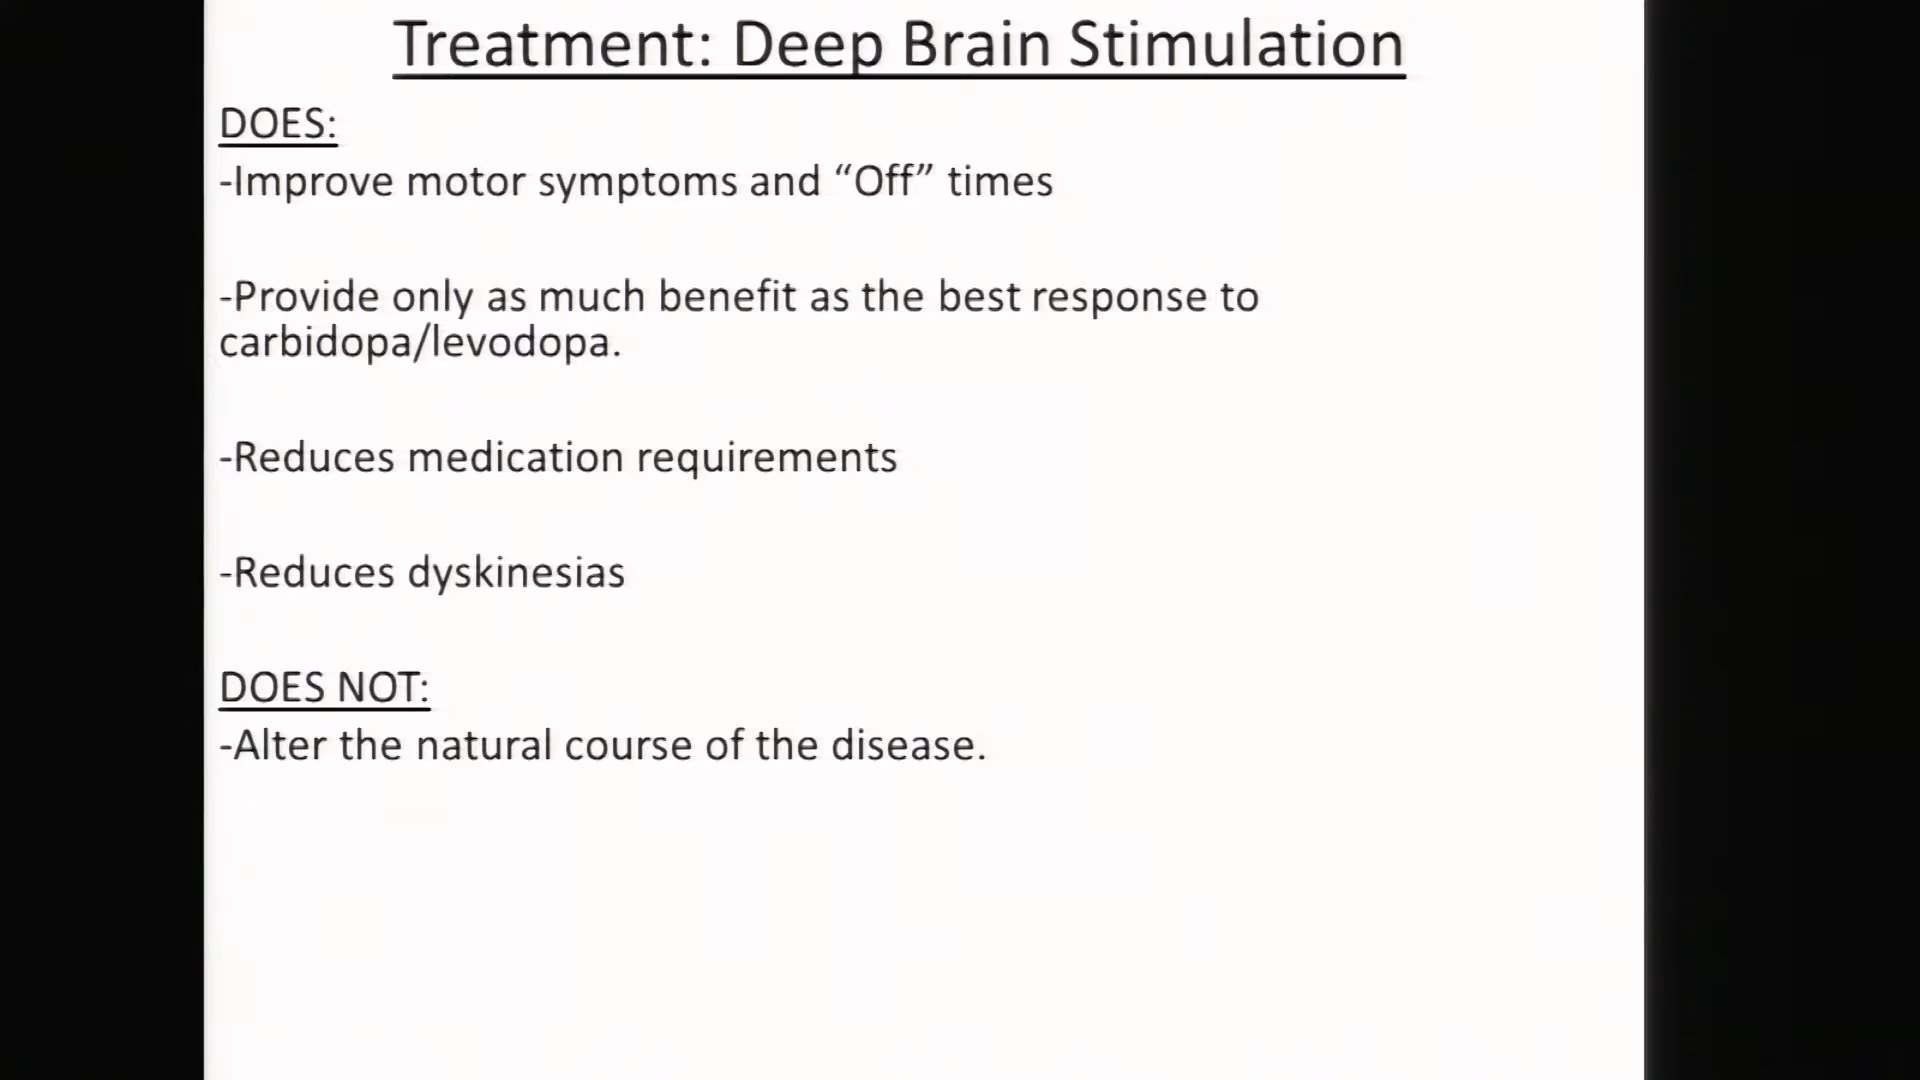 Treatment: Deep Brain Stimulation
DOES:
-Improve motor symptoms and “Off” times
-Provide only as much benefit as the best response to
carbidopa/levodopa.
-Reduces medication requirements
-Reduces dyskinesias
DOES NOT:
-Alter the natural course of the disease.